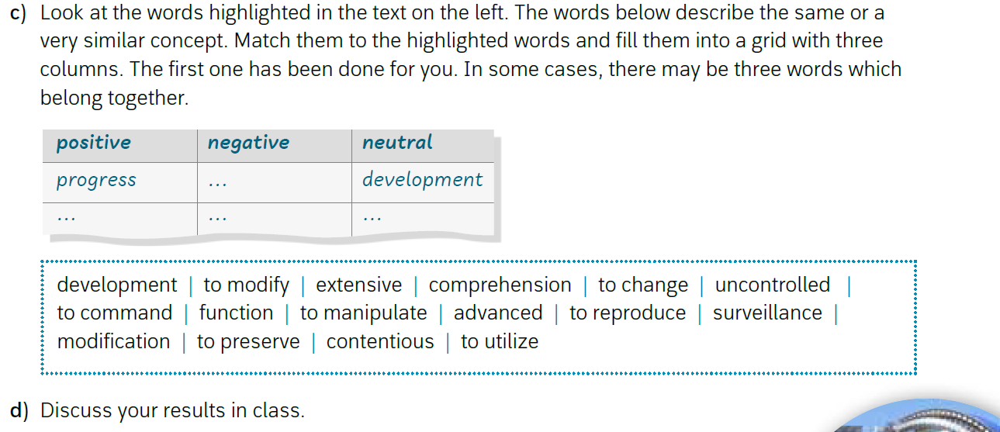 c) Look at the words highlighted in the text on the left. The words below describe the same or a
very similar concept. Match them to the highlighted words and fill them into a grid with three
columns. The first one has been done for you. In some cases, there may be three words which
belong together.
positive negative neutral
progress ... development
... ... ...
development | to modify | extensive | comprehension | to change | uncontrolled |
to command | function | to manipulate | advanced | to reproduce | surveillance |
modification | to preserve | contentious | to utilize
d) Discuss your results in class.